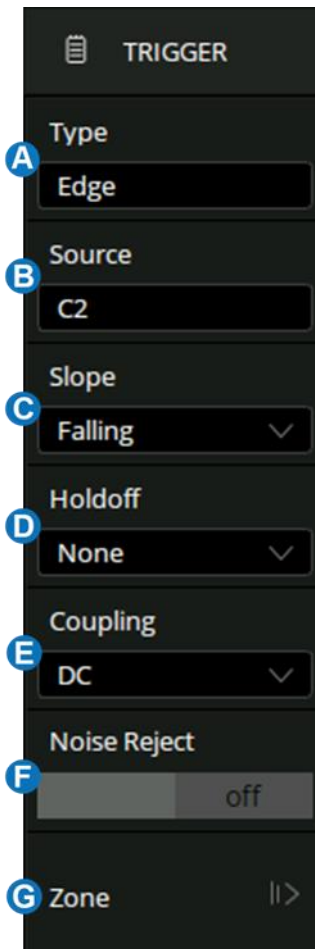 TRIGGER
Type
A
Edge
Source
B
C2
Slope
C
Falling
Holdoff
D
None
Coupling
E
DC
Noise Reject
F
off
G Zone